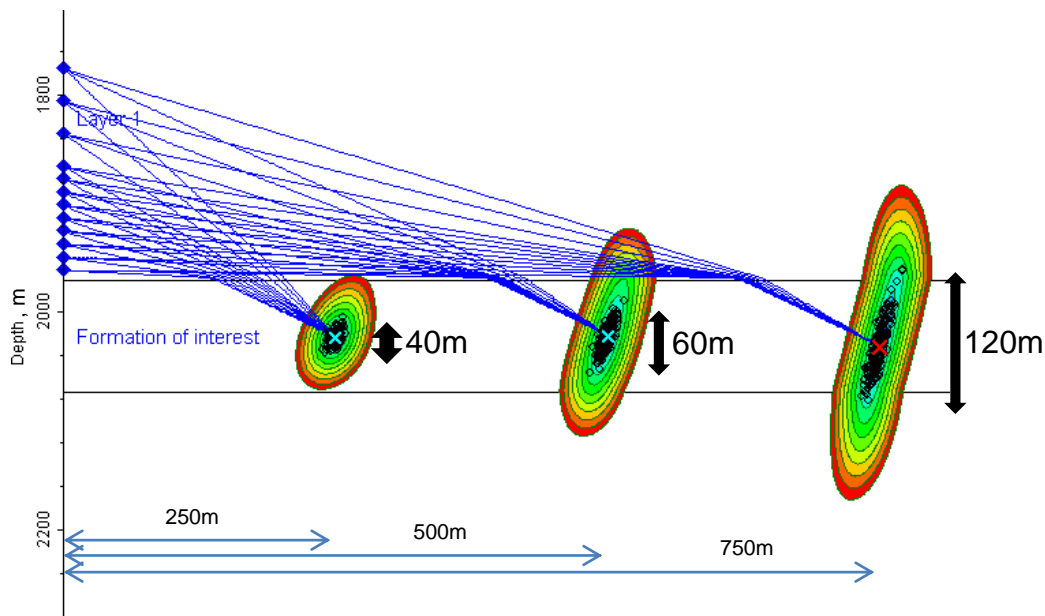 1800
Layer 1
Depth, m
2000
Formation of interest
40m
60m
120m
2200
250m
500m
750m